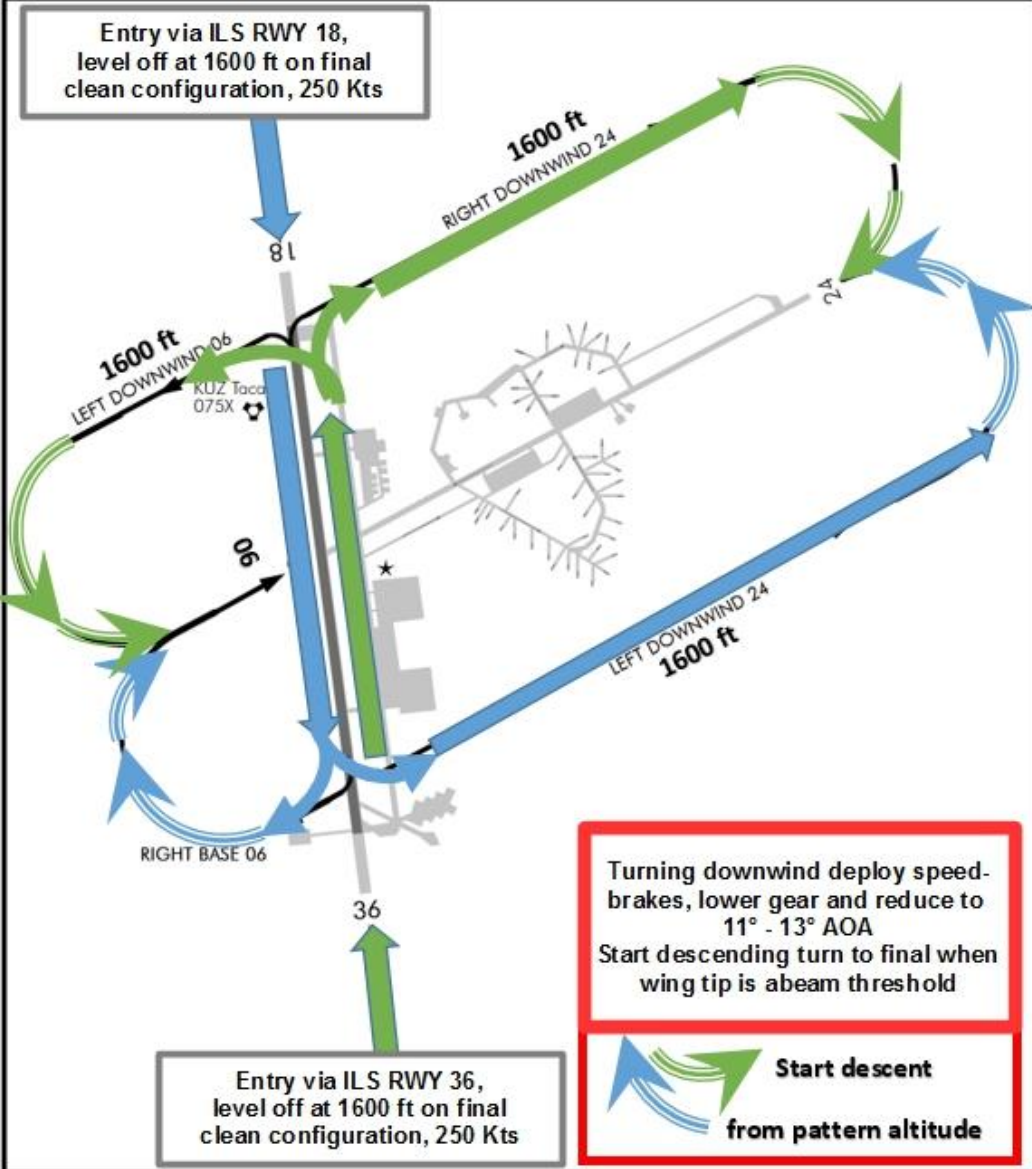 Entry via ILS RWY 18,
level off at 1600 ft on final
clean configuration, 250 Kts
1600 ft
RIGHT DOWNWIND 24
18
24
1600 ft
LEFT DOWNWIND 06
KUZ Taca
075X
06
LEFT DOWNWIND 24
1600 ft
RIGHT BASE 06
36
Turning downwind deploy speed-
brakes, lower gear and reduce to
11° - 13° AOA
Start descending turn to final when
wing tip is abeam threshold
Start descent
from pattern altitude
Entry via ILS RWY 36,
level off at 1600 ft on final
clean configuration, 250 Kts